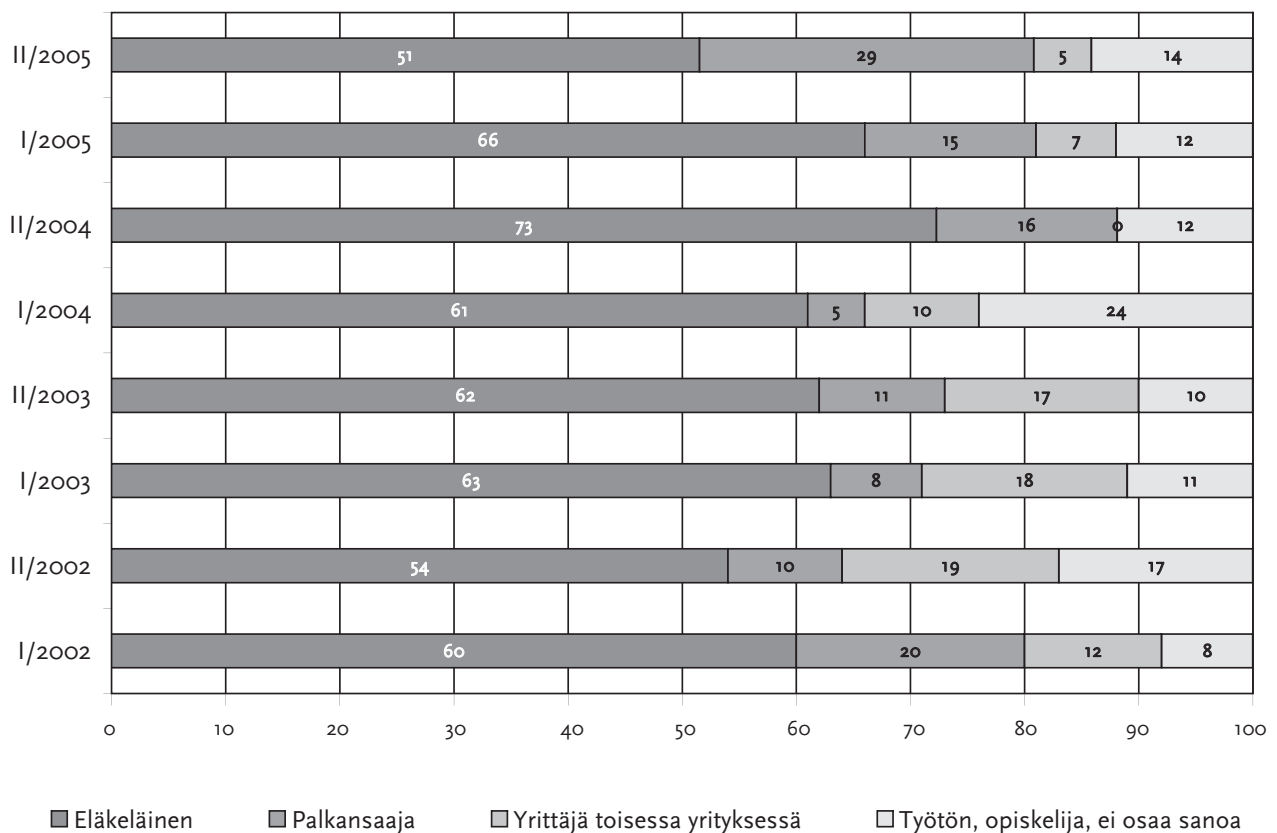 II/2005 51 29 5 14
I/2005 66 15 7 12
II/2004 73 16 0 12
I/2004 61 5 10 24
II/2003 62 11 17 10
I/2003 63 8 18 11
II/2002 54 10 19 17
I/2002 60 20 12 8
0 10 20 30 40 50 60 70 80 90 100
Eläkeläinen Palkansaaja Yrittäjä toisessa yrityksessä Työtön, opiskelija, ei osaa sanoa